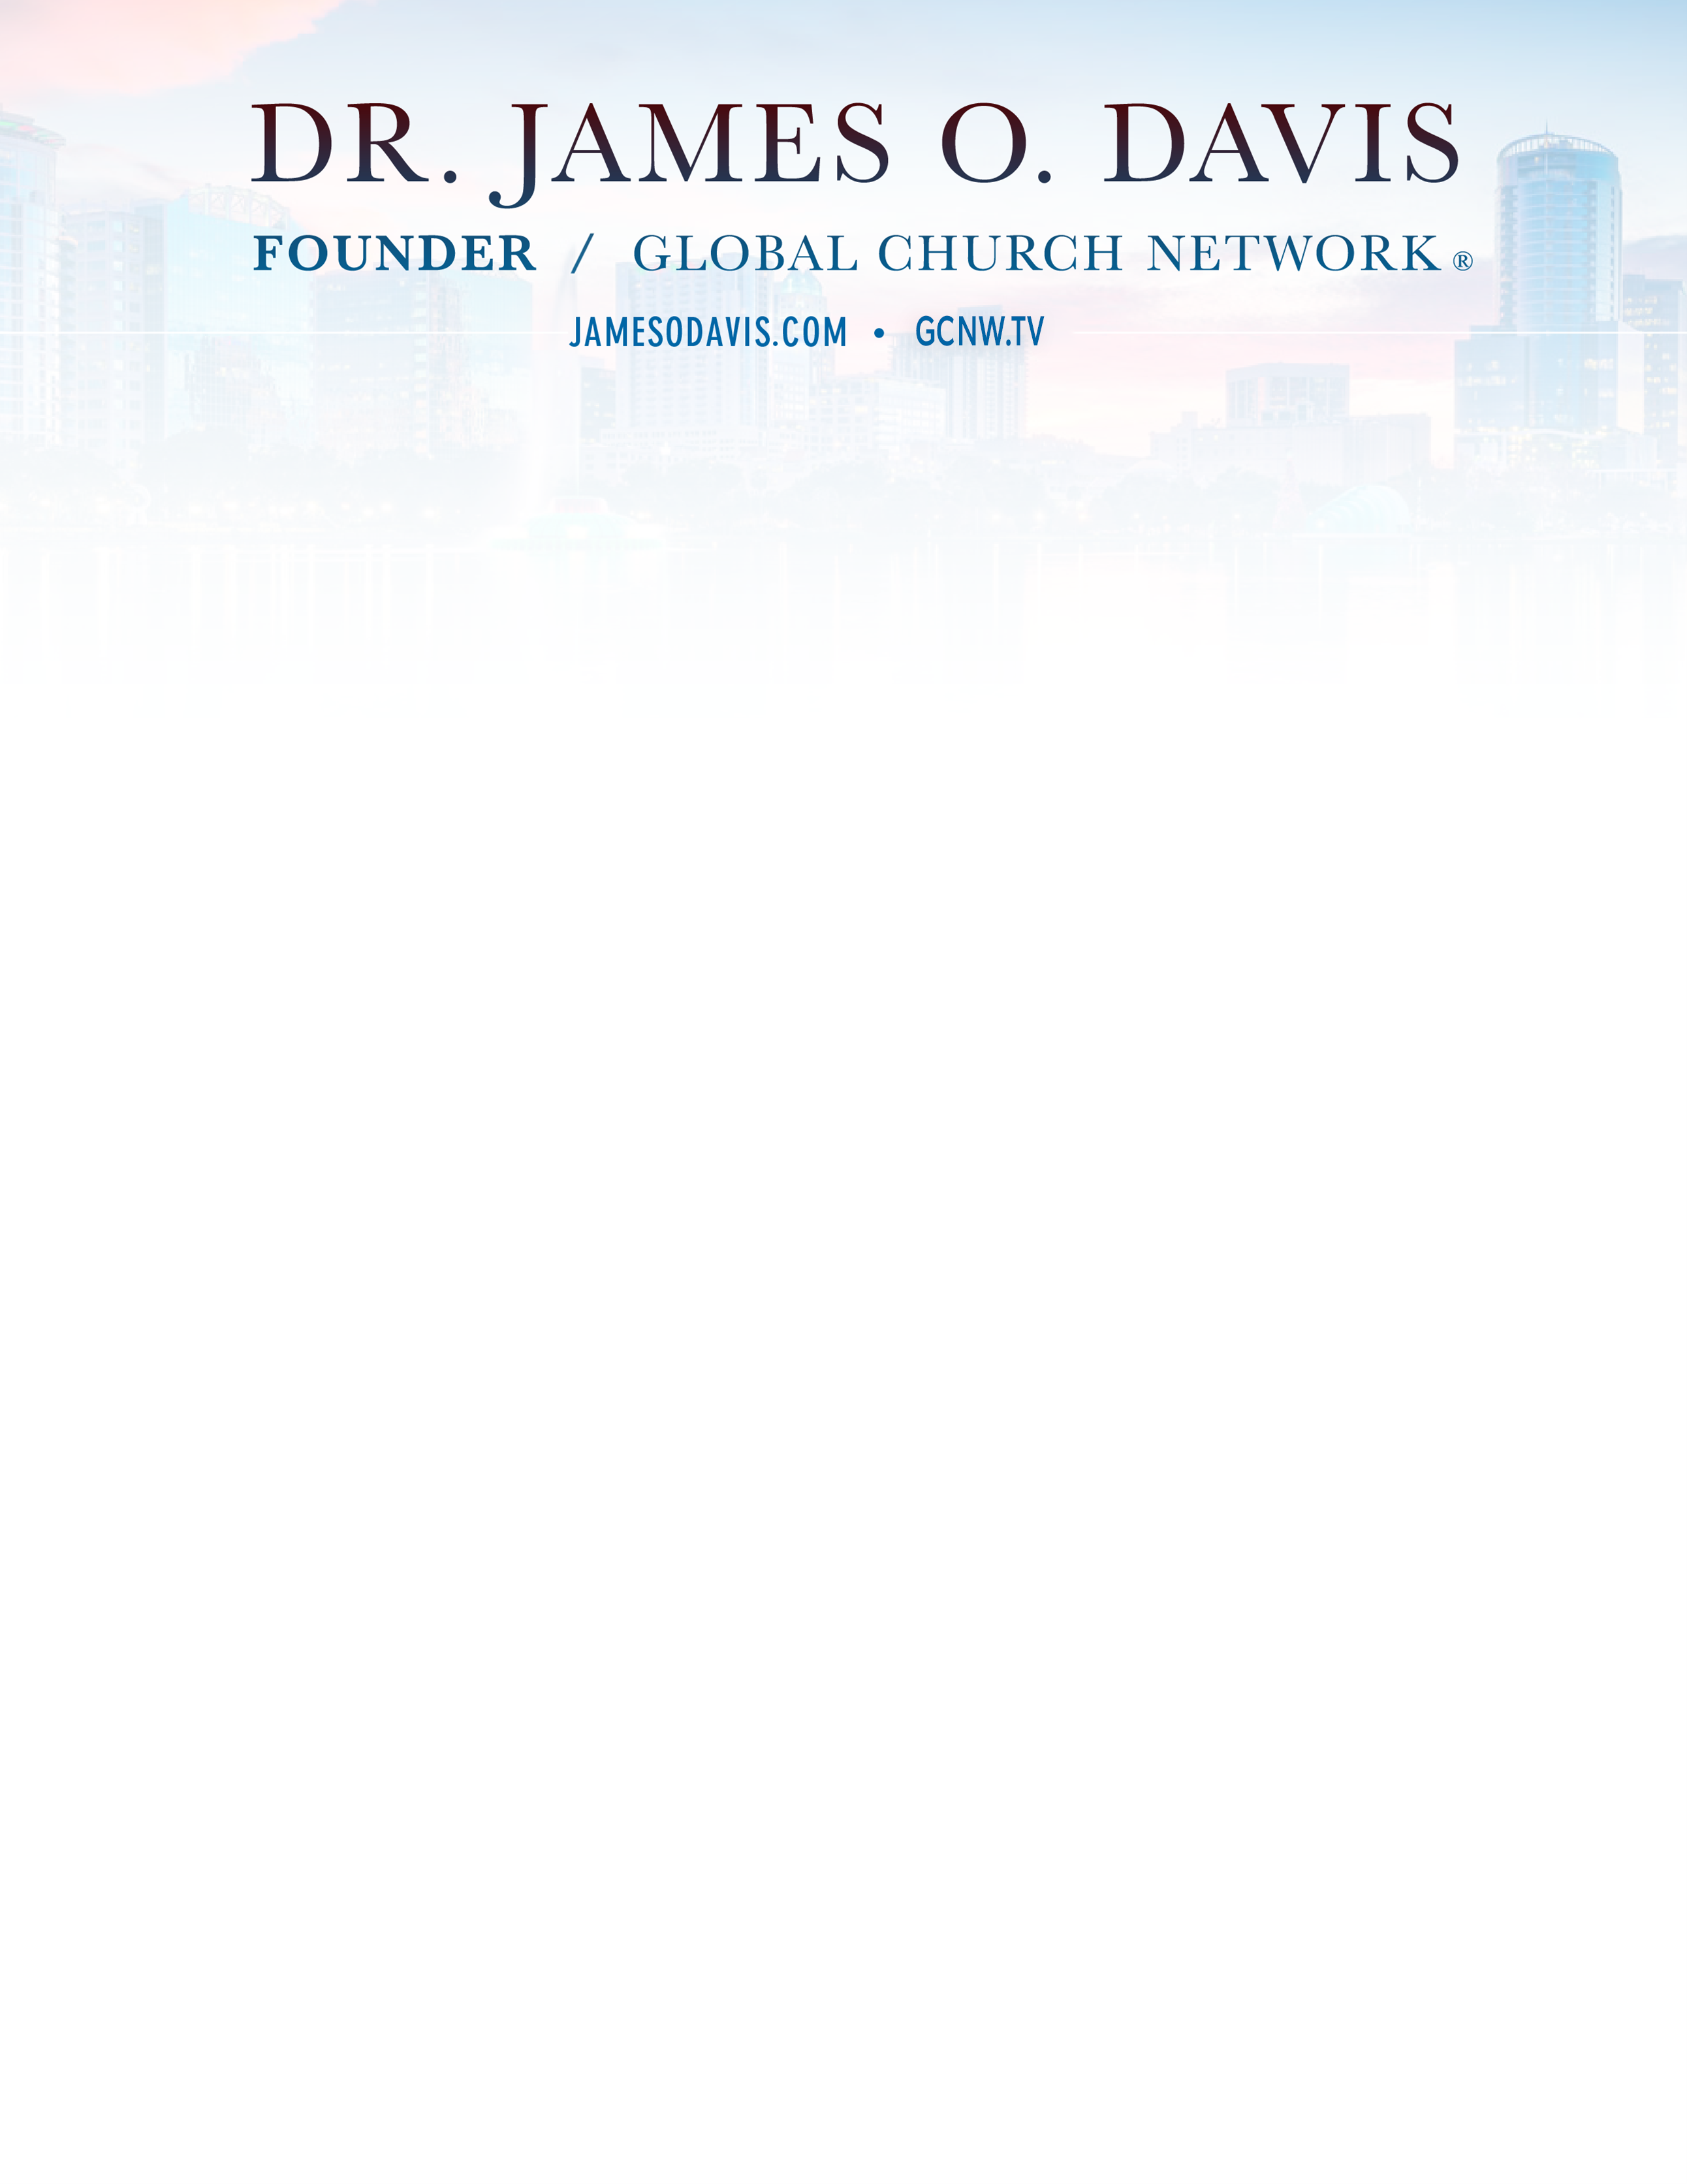 DR. JAMES O. DAVIS
FOUNDER / GLOBAL CHURCH NETWORK®
JAMESODAVIS.COM • GCNW.TV